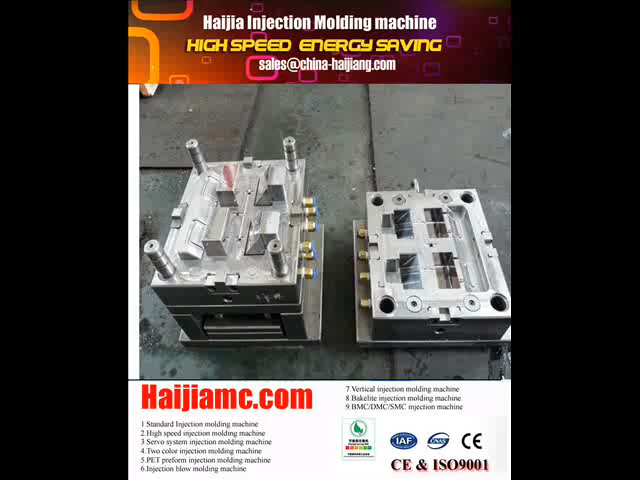 Haijia Injection Molding machine
HIGH SPEED ENERGY SAVING
sales@china-haijiang.com
Haijiamc.com
1.Standard Injection molding machine
2.High speed injection molding machine
3.Servo system injection molding machine
4.Two color injection molding machine
5.PET preform injection molding machine
6.Injection blow molding machine
7.Vertical injection molding machine
8.Bakelite injection molding machine
9.BMC/DMC/SMC injection machine
IAF
CNAS
CE
CE & ISO9001